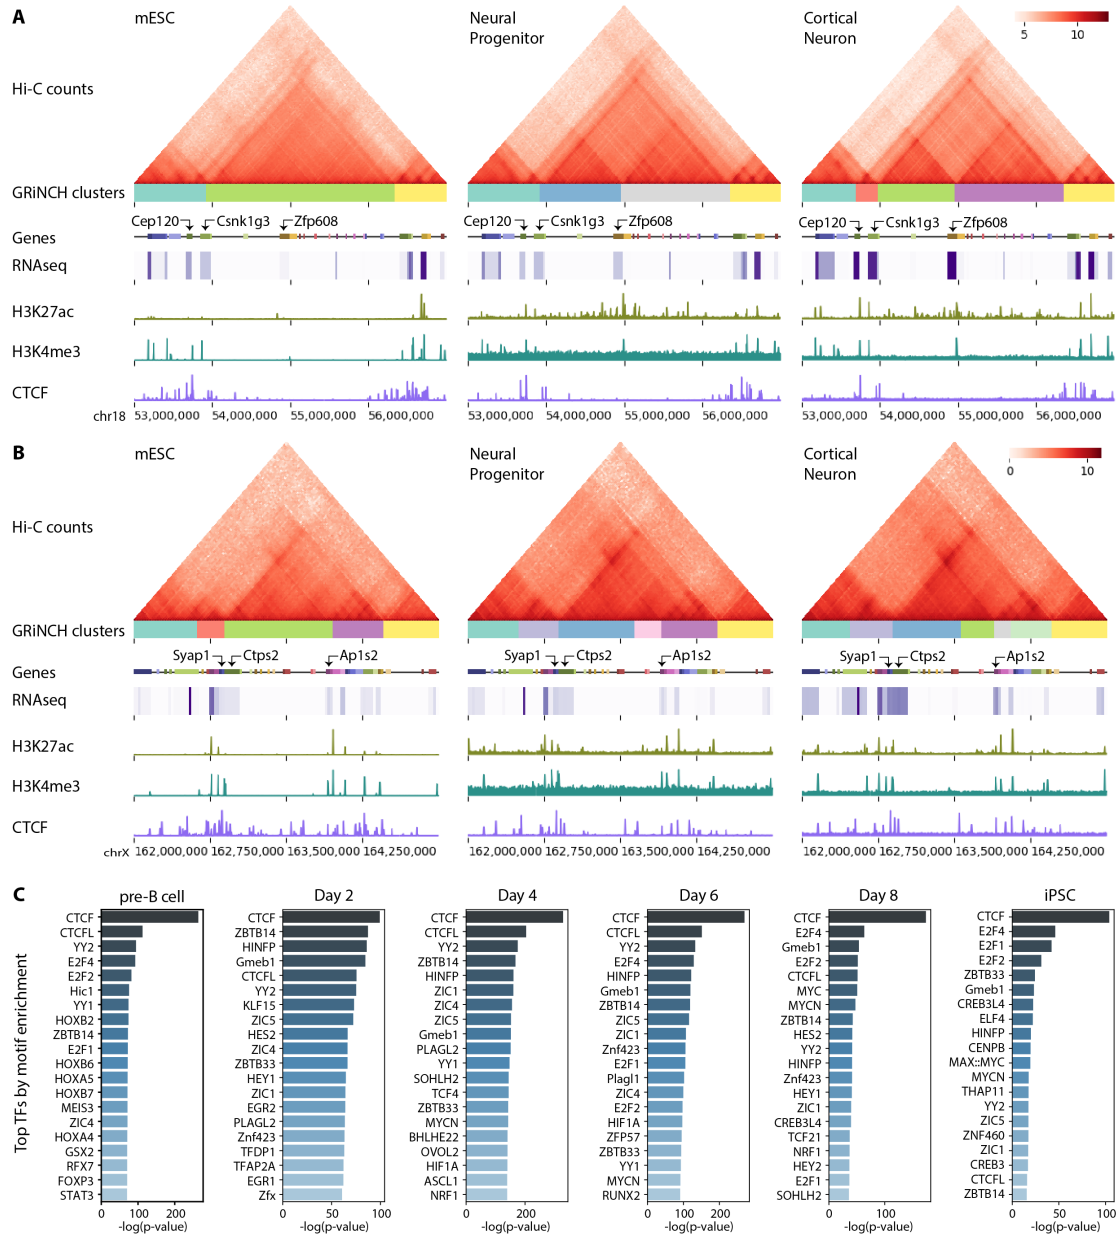 A
mESC
Neural
Progenitor
Cortical
Neuron
5 10
Hi-C counts
GRiNCH clusters
Cep120 Csnk1g3 Zfp608
Cep120 Csnk1g3 Zfp608
Cep120 Csnk1g3 Zfp608
Genes
RNAseq
H3K27ac
H3K4me3
CTCF
chr18
53,000,000 54,000,000 55,000,000 56,000,000
53,000,000 54,000,000 55,000,000 56,000,000
53,000,000 54,000,000 55,000,000 56,000,000
B
mESC
Neural
Progenitor
Cortical
Neuron
0 10
Hi-C counts
GRiNCH clusters
Syap1 Ctps2 Ap1s2
Syap1 Ctps2 Ap1s2
Syap1 Ctps2 Ap1s2
Genes
RNAseq
H3K27ac
H3K4me3
CTCF
chrX
162,000,000 162,750,000 163,500,000 164,250,000
162,000,000 162,750,000 163,500,000 164,250,000
162,000,000 162,750,000 163,500,000 164,250,000
C
Top TFs by motif enrichment
pre-B cell
CTCF
CTCFL
YY2
E2F4
E2F2
Hic1
YY1
HOXB2
ZBTB14
E2F1
HOXB6
HOXA5
HOXB7
MEIS3
ZIC4
HOXA4
GSX2
RFX7
FOXP3
STAT3
0 100 200
-log(p-value)
Day 2
CTCF
ZBTB14
HINFP
Gmeb1
CTCFL
YY2
KLF15
ZIC5
HES2
ZIC4
ZBTB33
HEY1
ZIC1
EGR2
PLAGL2
Znf423
TFDP1
TFAP2A
EGR1
Zfx
0 50 100
-log(p-value)
Day 4
CTCF
CTCFL
YY2
ZBTB14
HINFP
ZIC1
ZIC4
ZIC5
Gmeb1
PLAGL2
YY1
SOHLH2
TCF4
ZBTB33
MYCN
BHLHE22
OVOL2
HIF1A
ASCL1
NRF1
0 200
-log(p-value)
Day 6
CTCF
CTCFL
YY2
E2F4
HINFP
Gmeb1
ZBTB14
ZIC5
ZIC1
Znf423
E2F1
Plagl1
ZIC4
E2F2
HIF1A
ZFP57
ZBTB33
YY1
MYCN
RUNX2
0 100 200
-log(p-value)
Day 8
CTCF
E2F4
Gmeb1
E2F2
CTCFL
MYC
MYCN
ZBTB14
HES2
YY2
HINFP
Znf423
HEY1
ZIC1
CREB3L4
TCF21
NRF1
HEY2
E2F1
SOHLH2
0 100
-log(p-value)
iPSC
CTCF
E2F4
E2F1
E2F2
ZBTB33
Gmeb1
CREB3L4
ELF4
HINFP
CENPB
MAX::MYC
MYCN
THAP11
YY2
ZIC5
ZNF460
ZIC1
CREB3
CTCFL
ZBTB14
0 50 100
-log(p-value)